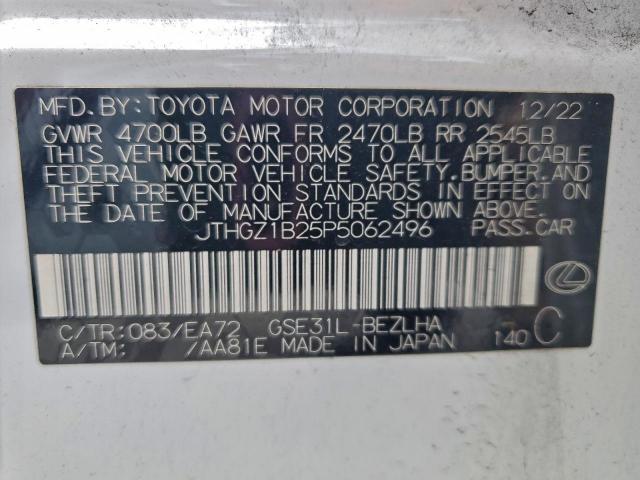 MFD.BY: TOYOTA MOTOR CORPORATION 12/22
GVWR 4700LB GAWR FR 2470LB RR 2545LB
THIS VEHICLE CONFORMS TO ALL APPLICABLE
FEDERAL MOTOR VEHICLE SAFETY.BUMPER.AND
THEFT PREVENTION STANDARDS IN EFFECT ON
THE DATE OF MANUFACTURE SHOWN ABOVE.
JTHGZ1B25P5062496 PASS.CAR
C/TR:083/EA72 GSE31L-BEZLHA
A/TM: /AA81E MADE IN JAPAN 140 C